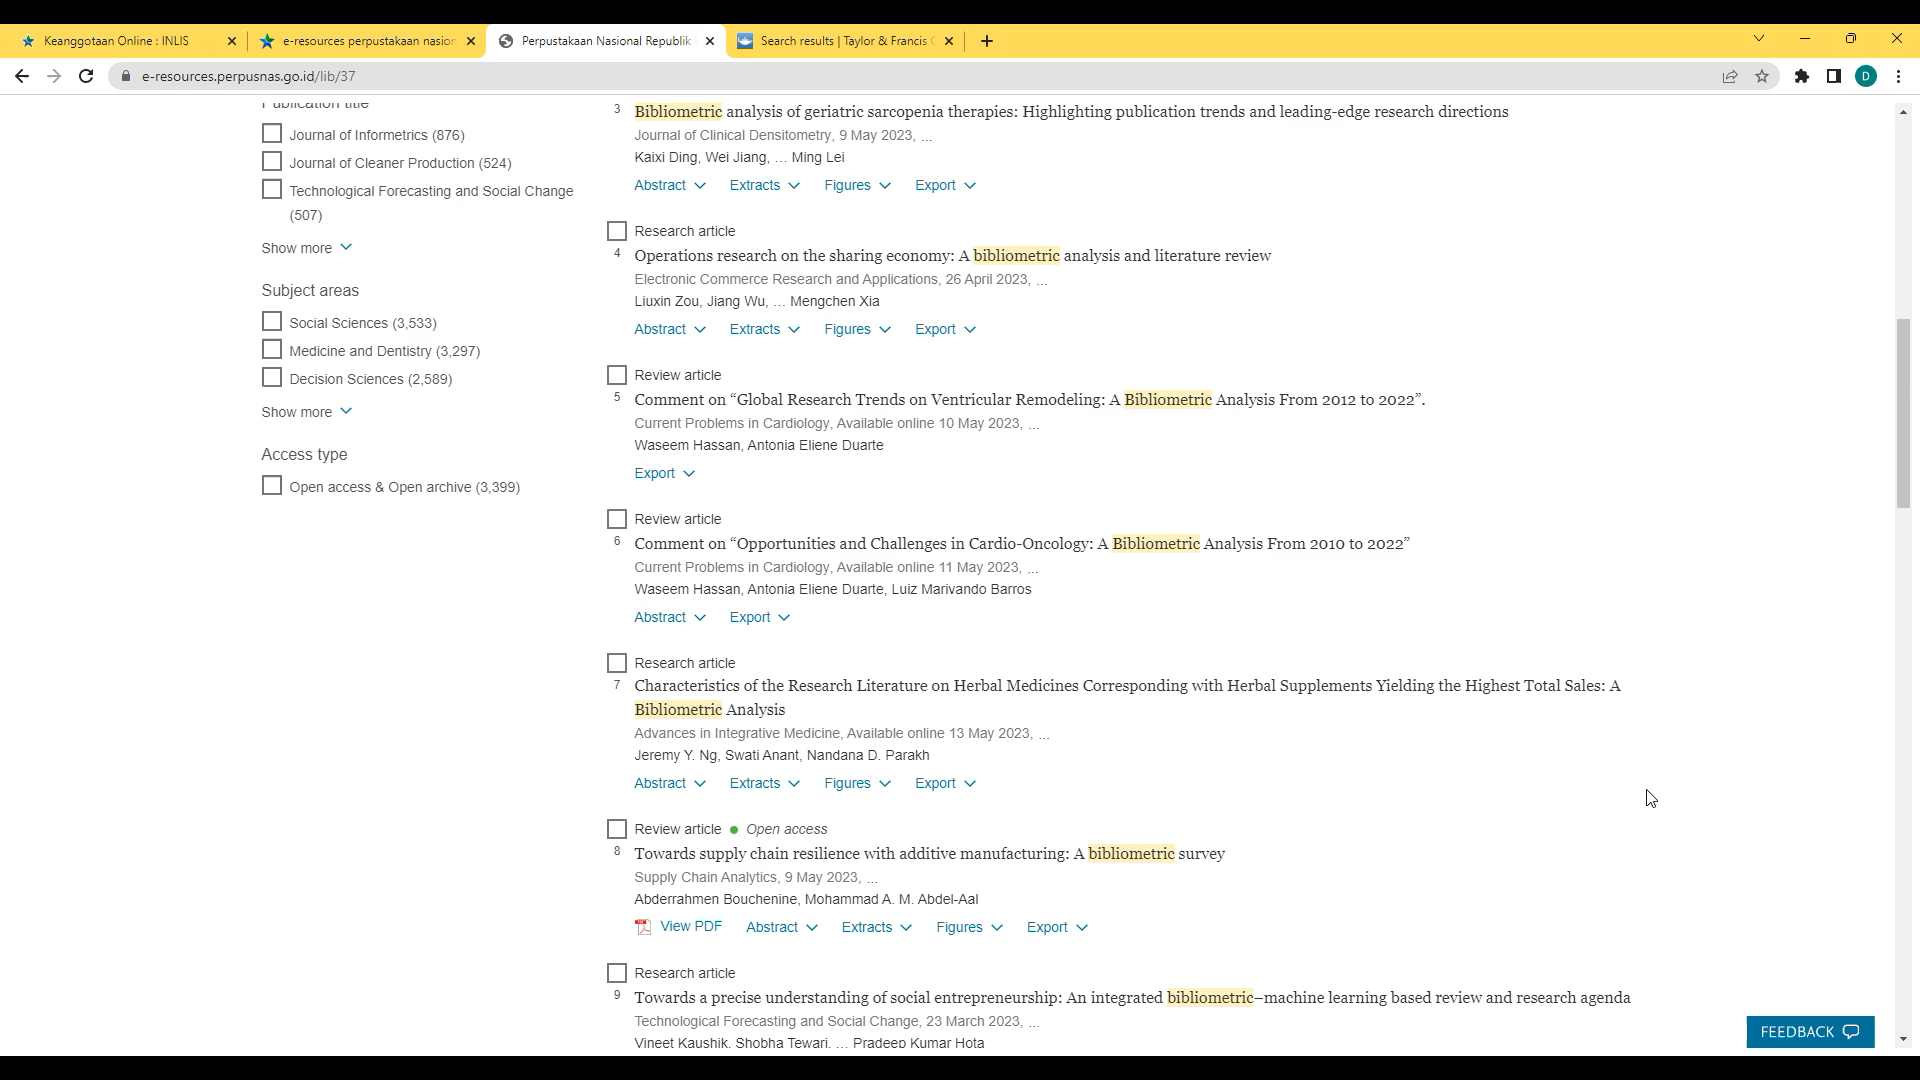 Keanggotaan Online : INLIS
e-resources perpustakaan nasion
Perpustakaan Nasional Republik
Search results | Taylor & Francis
e-resources.perpusnas.go.id/lib/37
D
Publication title
Journal of Informetrics (876)
Journal of Cleaner Production (524)
Technological Forecasting and Social Change
(507)
Show more
Subject areas
Social Sciences (3,533)
Medicine and Dentistry (3,297)
Decision Sciences (2,589)
Show more
Access type
Open access & Open archive (3,399)
3 Bibliometric analysis of geriatric sarcopenia therapies: Highlighting publication trends and leading-edge research directions
Journal of Clinical Densitometry, 9 May 2023, ...
Kaixi Ding, Wei Jiang, ... Ming Lei
Abstract Extracts Figures Export
Research article
4 Operations research on the sharing economy: A bibliometric analysis and literature review
Electronic Commerce Research and Applications, 26 April 2023, ...
Liuxin Zou, Jiang Wu, ... Mengchen Xia
Abstract Extracts Figures Export
Review article
5 Comment on “Global Research Trends on Ventricular Remodeling: A Bibliometric Analysis From 2012 to 2022”.
Current Problems in Cardiology, Available online 10 May 2023, ...
Waseem Hassan, Antonia Eliene Duarte
Export
Review article
6 Comment on “Opportunities and Challenges in Cardio-Oncology: A Bibliometric Analysis From 2010 to 2022”
Current Problems in Cardiology, Available online 11 May 2023, ...
Waseem Hassan, Antonia Eliene Duarte, Luiz Marivando Barros
Abstract Export
Research article
7 Characteristics of the Research Literature on Herbal Medicines Corresponding with Herbal Supplements Yielding the Highest Total Sales: A
Bibliometric Analysis
Advances in Integrative Medicine, Available online 13 May 2023, ...
Jeremy Y. Ng, Swati Anant, Nandana D. Parakh
Abstract Extracts Figures Export
Review article ● Open access
8 Towards supply chain resilience with additive manufacturing: A bibliometric survey
Supply Chain Analytics, 9 May 2023, ...
Abderrahmen Bouchenine, Mohammad A. M. Abdel-Aal
View PDF Abstract Extracts Figures Export
Research article
9 Towards a precise understanding of social entrepreneurship: An integrated bibliometric–machine learning based review and research agenda
Technological Forecasting and Social Change, 23 March 2023, ...
Vineet Kaushik, Shobha Tewari, ... Pradeep Kumar Hota
FEEDBACK